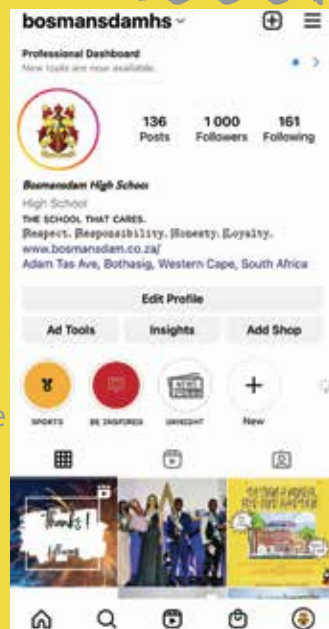 bosmansdamhs
Professional Dashboard
New tools are now available.
136 1 000 161
Posts Followers Following
Bosmansdam High School
High School
THE SCHOOL THAT CARES.
Respect. Responsibility. Honesty. Loyalty.
www.bosmansdam.co.za/
Adam Tas Ave, Bothasig, Western Cape, South Africa
Edit Profile
Ad Tools Insights Add Shop
SPORTS BE INSPIRED New
Thanks!